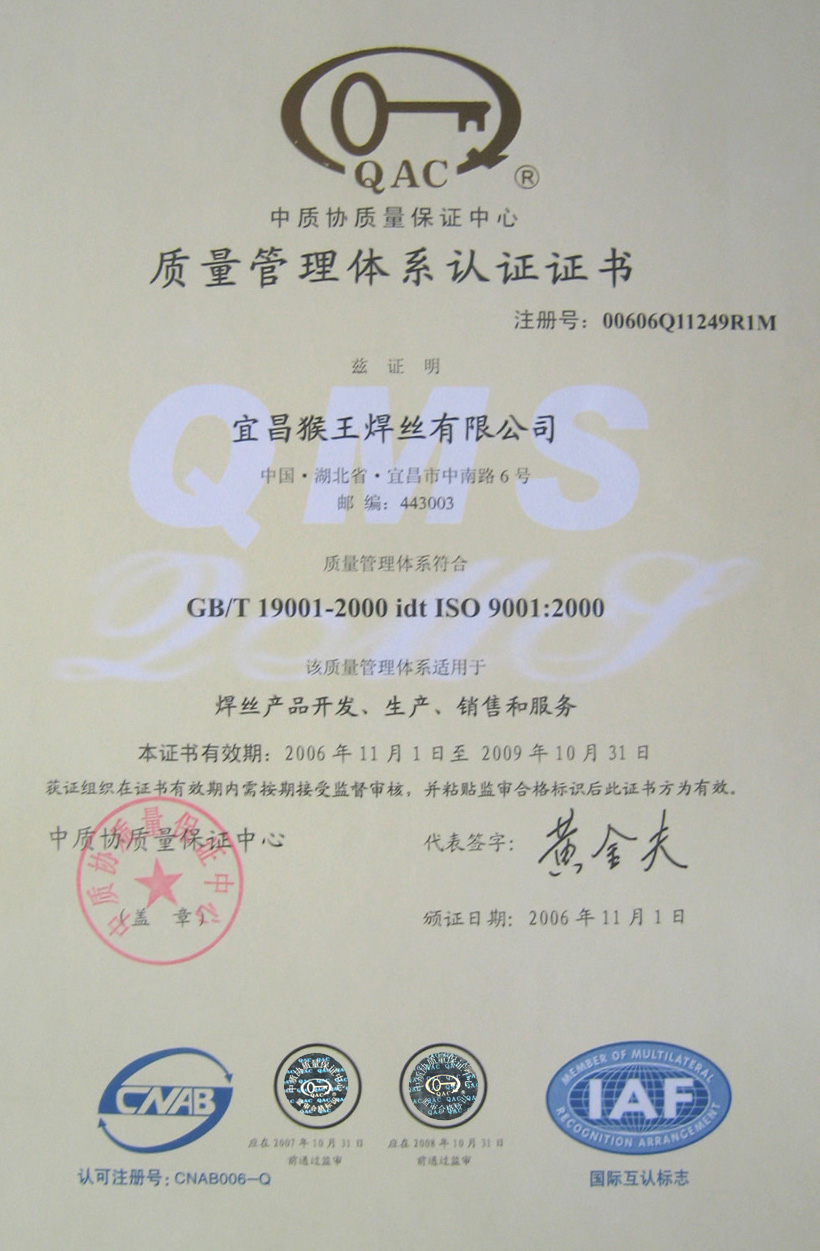 QAC ®
中质协质量保证中心
质量管理体系认证证书
注册号：00606Q11249R1M
兹 证 明
QMS
宜昌猴王焊丝有限公司
中国·湖北省·宜昌市中南路6号
邮 编：443003
质量管理体系符合
GB/T 19001-2000 idt ISO 9001:2000
该质量管理体系适用于
焊丝产品开发、生产、销售和服务
本证书有效期：2006年11月1日至 2009年10月31日
获证组织在证书有效期内需按期接受监督审核，并粘贴监审合格标识后此证书方为有效。
中质协质量保证中心
代表签字：黄金夫
中质协质量保证中心
（盖 章）
颁证日期：2006年11月1日
CNAB
MEMBER OF MULTILATERAL
IAF
RECOGNITION ARRANGEMENT
应在2007年10月31日
前通过监审
应在2008年10月31日
前通过监审
认可注册号：CNAB006-Q
国际互认标志